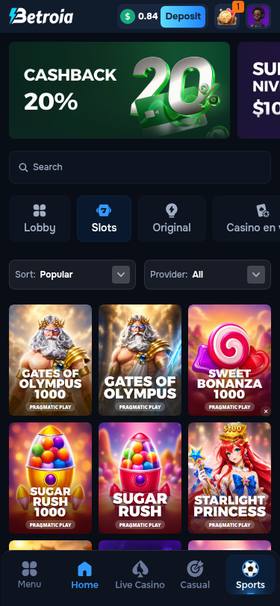 Betroia
$ 0.84 Deposit
1
CASHBACK
20%
20
SU
NIV
$10
Search
Lobby
Slots
Original
Casino en v
Sort: Popular
Provider: All
GATES OF
OLYMPUS
1000
PRAGMATIC PLAY
GATES OF
OLYMPUS
PRAGMATIC PLAY
SWEET
BONANZA
1000
PRAGMATIC PLAY
SUGAR
RUSH
1000
PRAGMATIC PLAY
SUGAR
RUSH
PRAGMATIC PLAY
STARLIGHT
PRINCESS
PRAGMATIC PLAY
Menu
Home
Live Casino
Casual
Sports